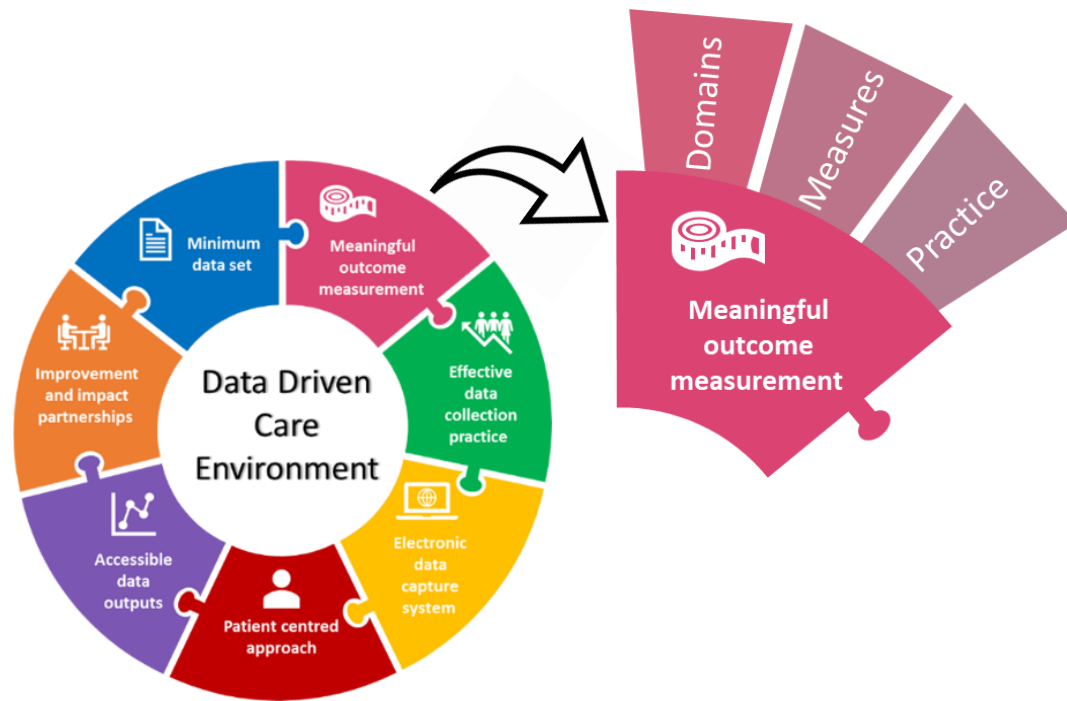 Data Driven
Care
Environment
Minimum
data set
Meaningful
outcome
measurement
Effective
data
collection
practice
Electronic
data
capture
system
Patient centred
approach
Accessible
data
outputs
Improvement
and impact
partnerships
Domains
Measures
Practice
Meaningful
outcome
measurement